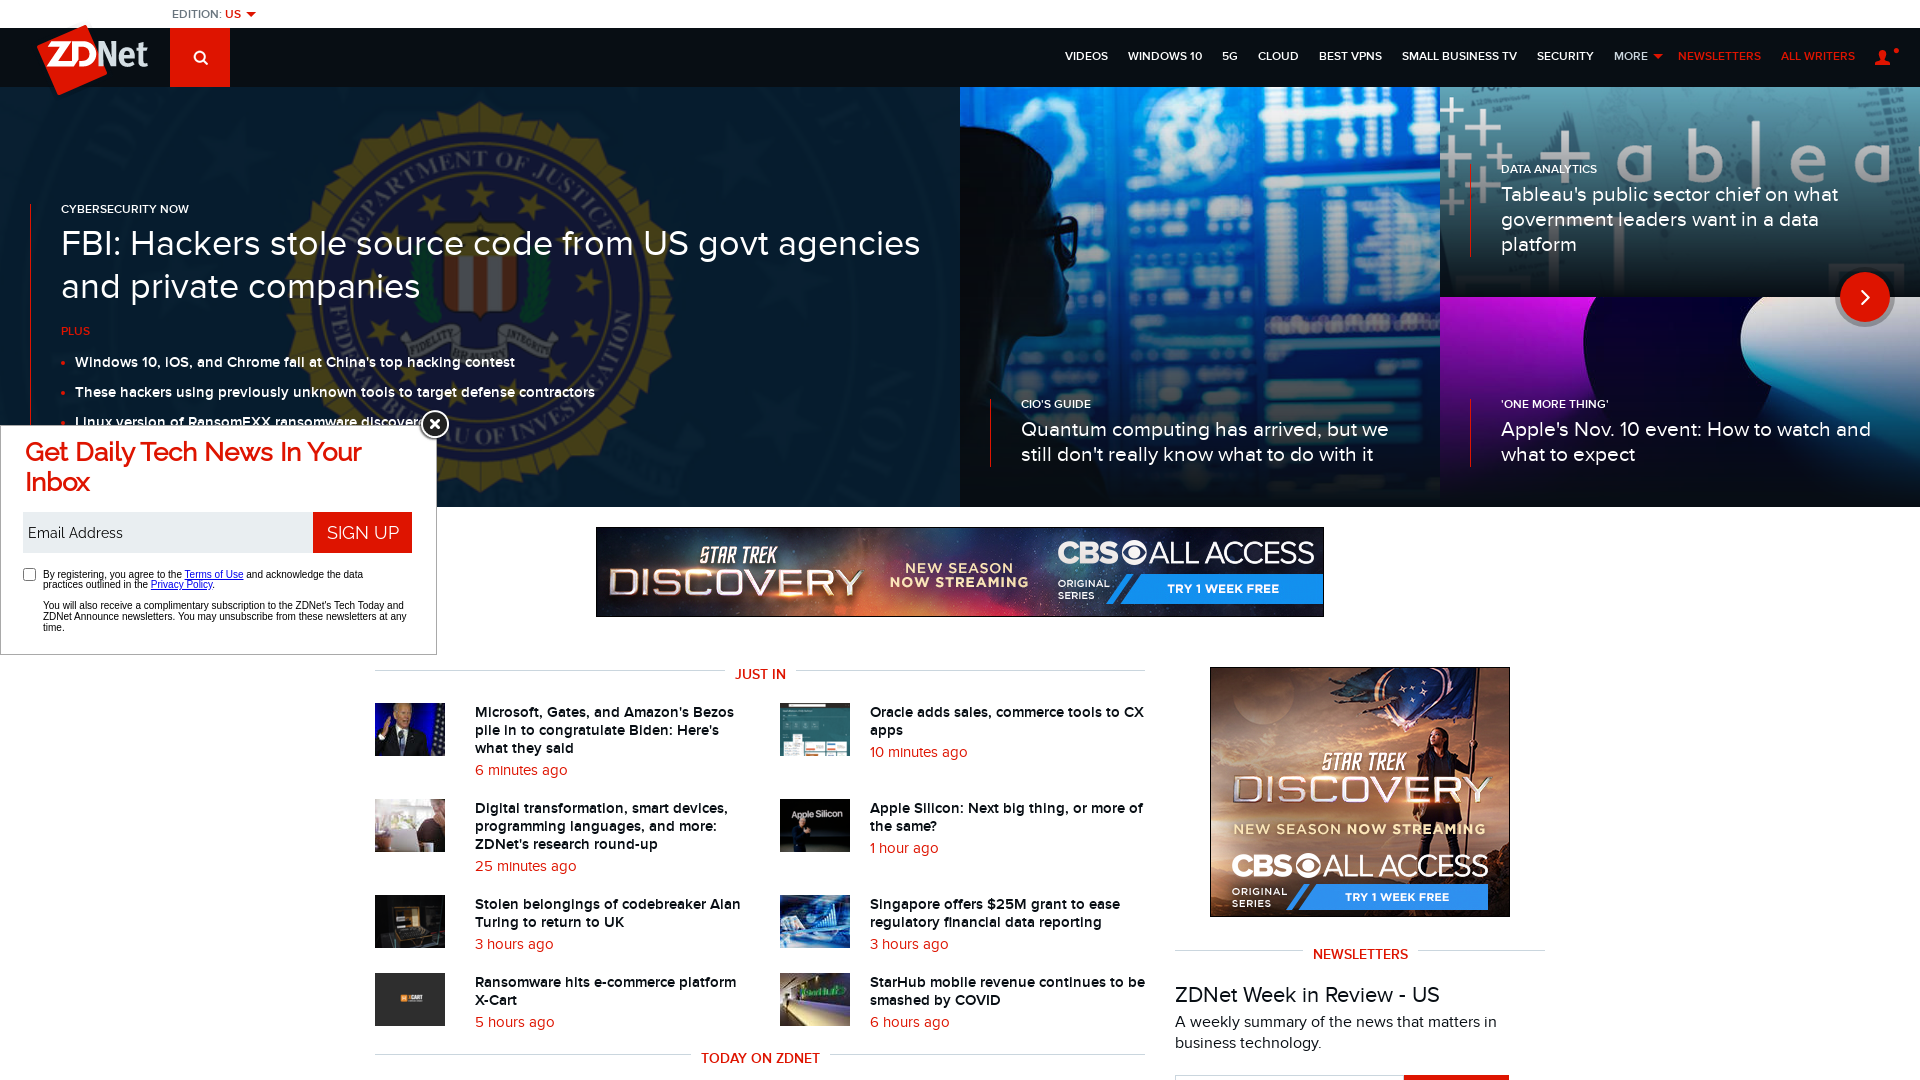 EDITION: US
ZDNet
VIDEOS WINDOWS 10 5G CLOUD BEST VPNS SMALL BUSINESS TV SECURITY MORE NEWSLETTERS ALL WRITERS
CYBERSECURITY NOW
FBI: Hackers stole source code from US govt agencies
and private companies
PLUS
Windows 10, iOS, and Chrome fall at China's top hacking contest
These hackers using previously unknown tools to target defense contractors
Linux version of RansomEXX ransomware discover
DEPARTMENT OF JUSTICE
FEDERAL BUREAU OF INVESTIGATION
FIDELITY BRAVERY INTEGRITY
CIO'S GUIDE
Quantum computing has arrived, but we
still don't really know what to do with it
+ a b l e a
DATA ANALYTICS
Tableau's public sector chief on what
government leaders want in a data
platform
'ONE MORE THING'
Apple's Nov. 10 event: How to watch and
what to expect
Get Daily Tech News In Your
Inbox
Email Address
SIGN UP
By registering, you agree to the Terms of Use and acknowledge the data
practices outlined in the Privacy Policy.
You will also receive a complimentary subscription to the ZDNet's Tech Today and
ZDNet Announce newsletters. You may unsubscribe from these newsletters at any
time.
STAR TREK
DISCOVERY
NEW SEASON
NOW STREAMING
CBS ALL ACCESS
ORIGINAL
SERIES
TRY 1 WEEK FREE
JUST IN
Microsoft, Gates, and Amazon's Bezos
pile in to congratulate Biden: Here's
what they said
6 minutes ago
Oracle adds sales, commerce tools to CX
apps
10 minutes ago
Digital transformation, smart devices,
programming languages, and more:
ZDNet's research round-up
25 minutes ago
Apple Silicon
Apple Silicon: Next big thing, or more of
the same?
1 hour ago
Stolen belongings of codebreaker Alan
Turing to return to UK
3 hours ago
Singapore offers $25M grant to ease
regulatory financial data reporting
3 hours ago
Ransomware hits e-commerce platform
X-Cart
5 hours ago
StarHub
StarHub mobile revenue continues to be
smashed by COVID
6 hours ago
TODAY ON ZDNET
STAR TREK
DISCOVERY
NEW SEASON NOW STREAMING
CBS ALL ACCESS
ORIGINAL
SERIES
TRY 1 WEEK FREE
NEWSLETTERS
ZDNet Week in Review - US
A weekly summary of the news that matters in
business technology.